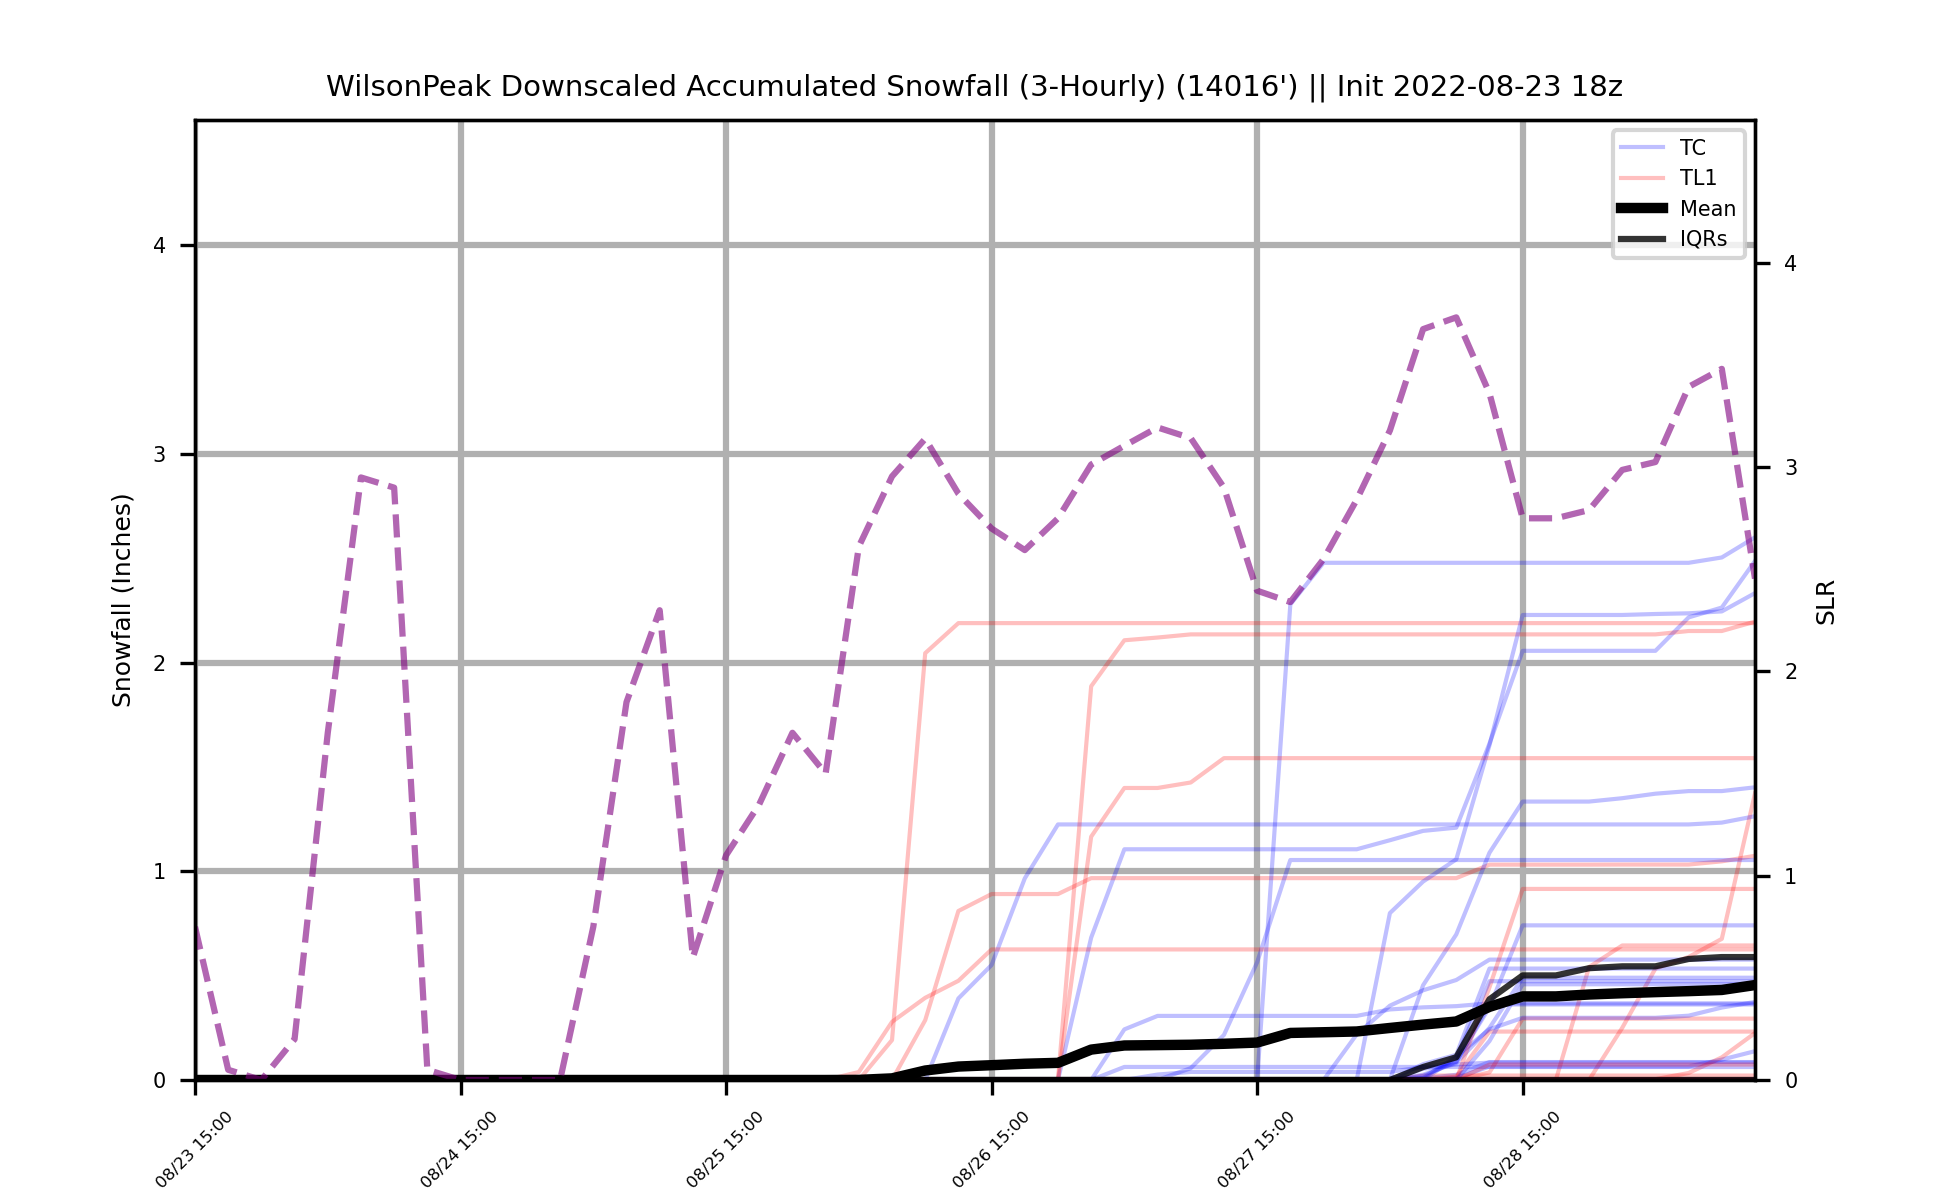 WilsonPeak Downscaled Accumulated Snowfall (3-Hourly) (14016') || Init 2022-08-23 18z
TC
TL1
Mean
IQRs
Snowfall (Inches)
4
3
2
1
0
SLR
4
3
2
1
0
08/23 15:00
08/24 15:00
08/25 15:00
08/26 15:00
08/27 15:00
08/28 15:00